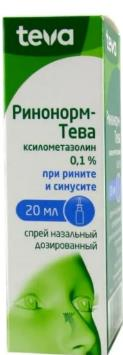 teva
Ринонорм-
Тева
ксилометазолин
0,1 %
при рините
и синусите
20 мл
спрей назальный
дозированный